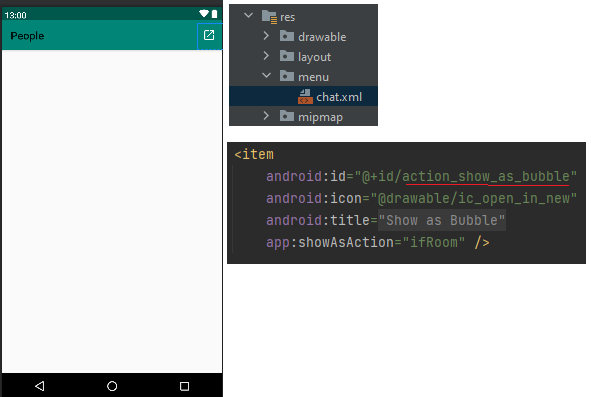 13:00
People
res
drawable
layout
menu
chat.xml
mipmap
<item
android:id="@+id/action_show_as_bubble"
android:icon="@drawable/ic_open_in_new"
android:title="Show as Bubble"
app:showAsAction="ifRoom" />